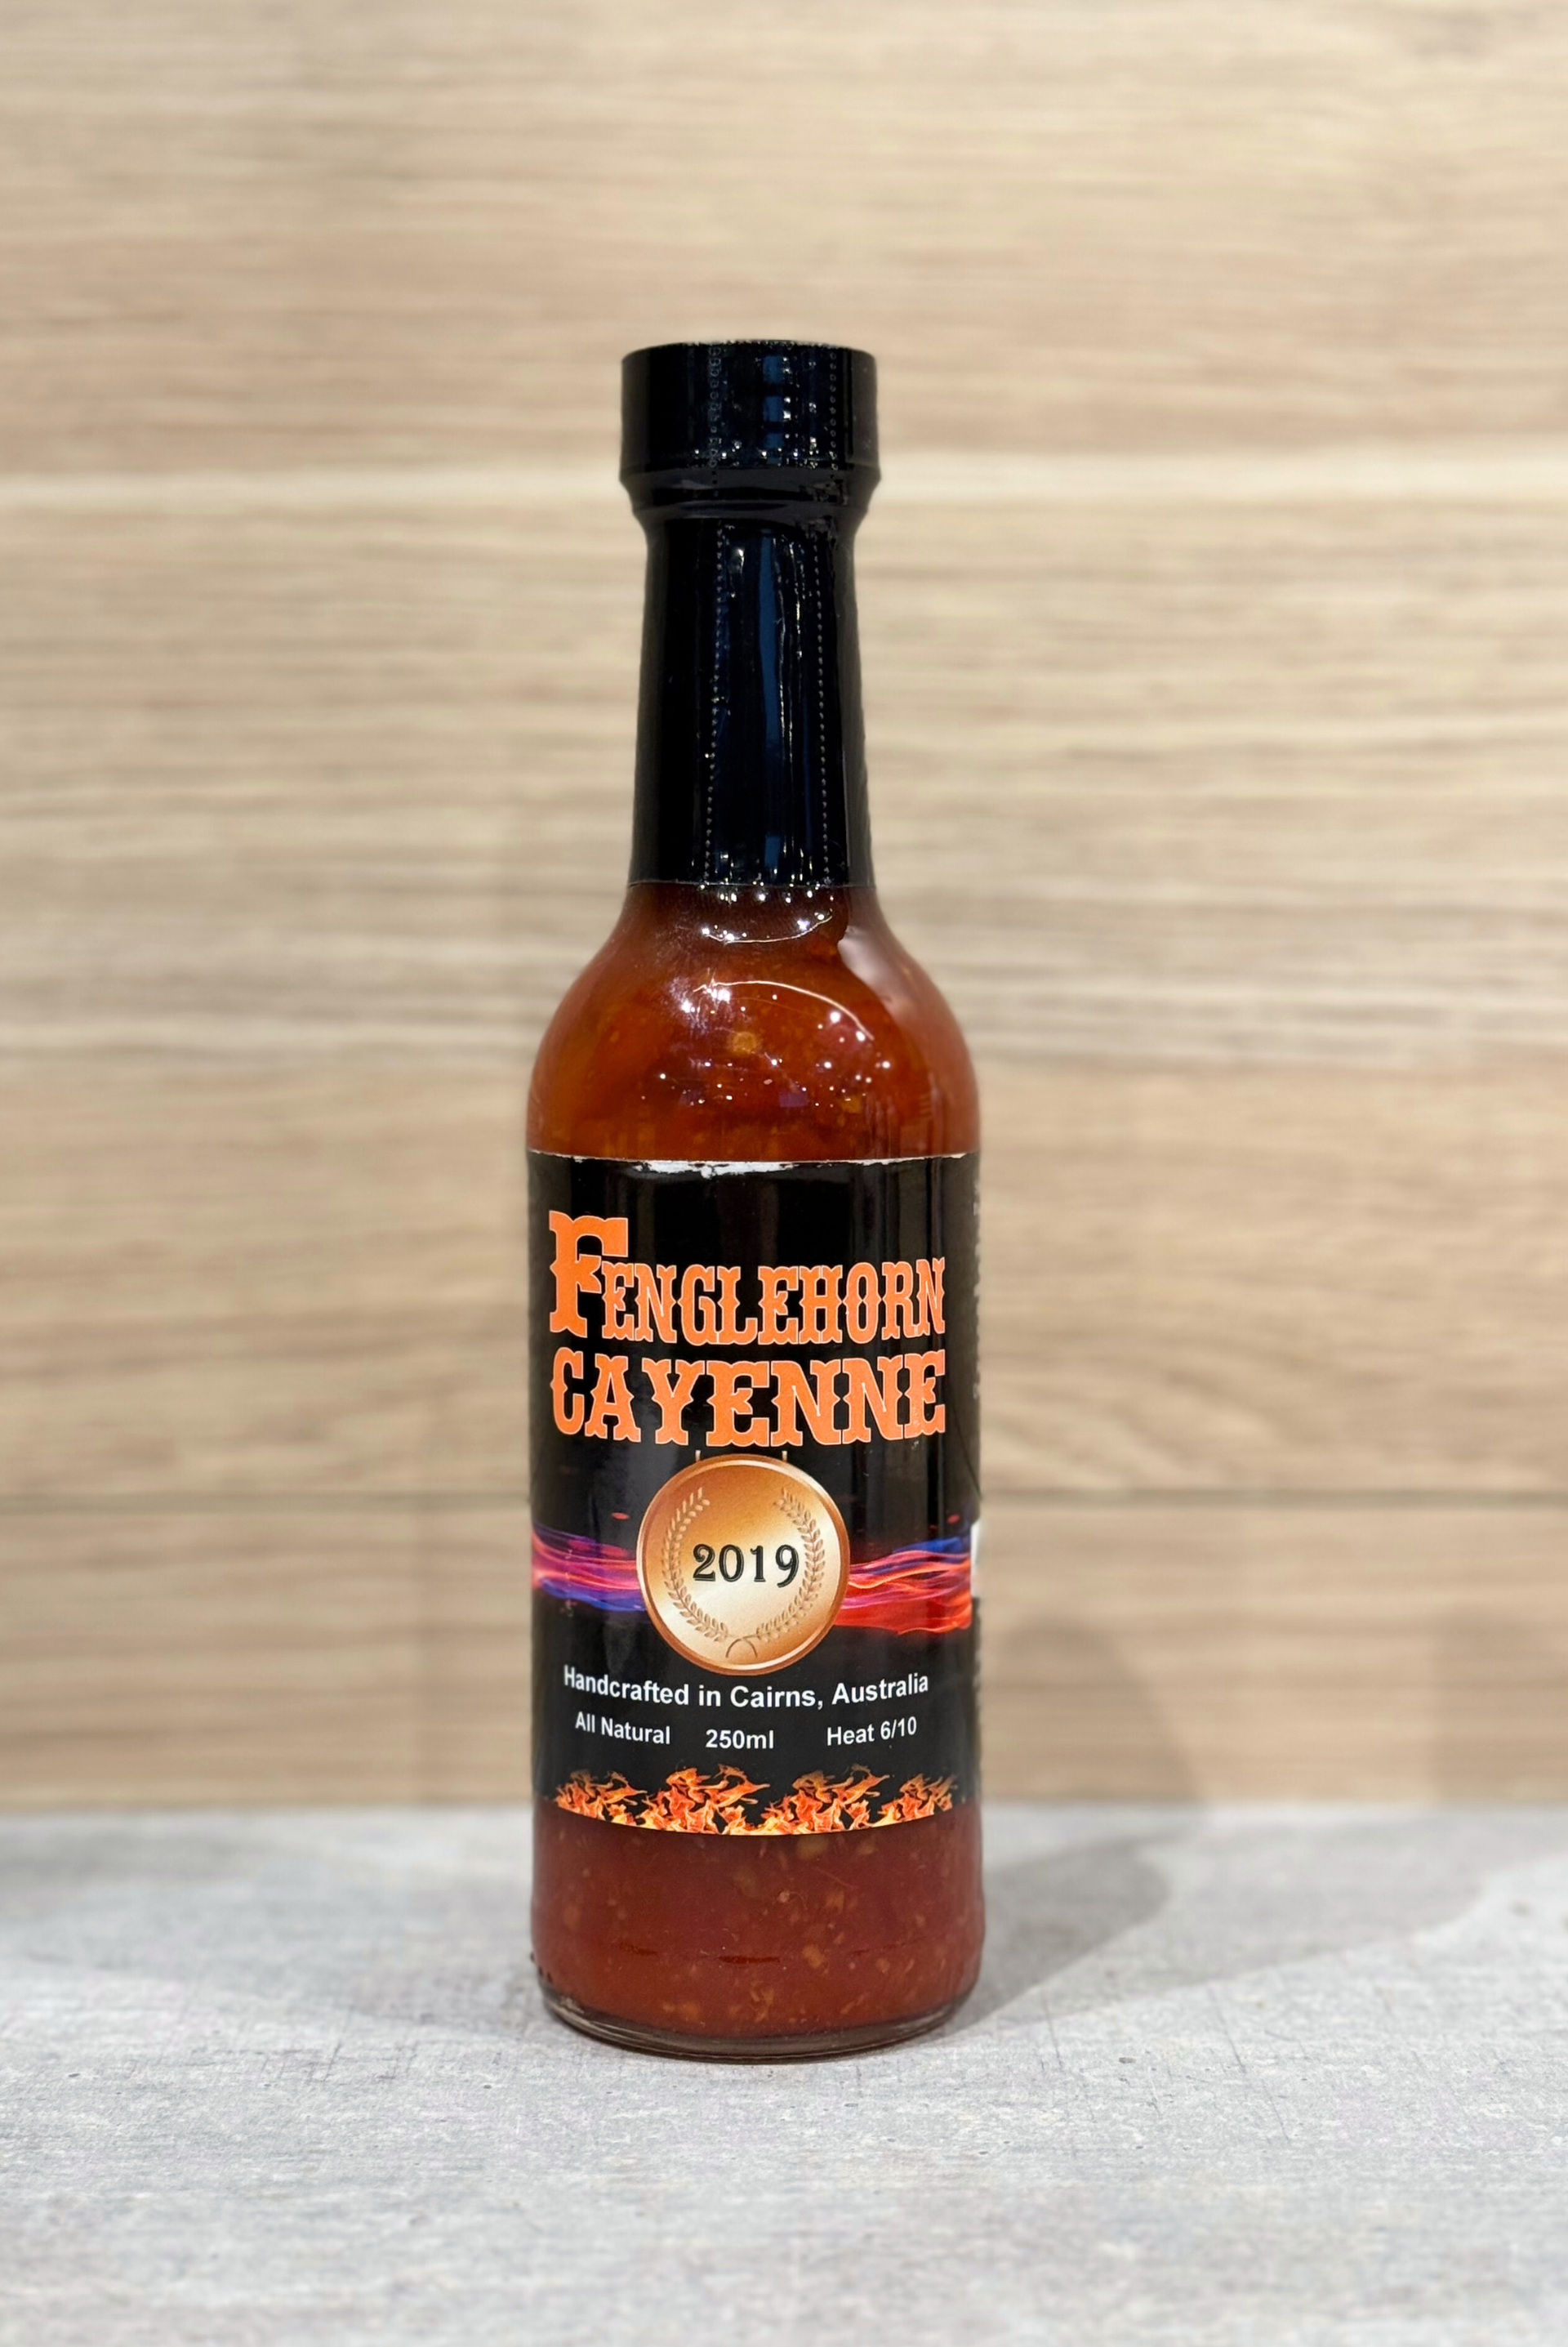 FENGLEHORN
CAYENNE
2019
Handcrafted in Cairns, Australia
All Natural 250ml Heat 6/10